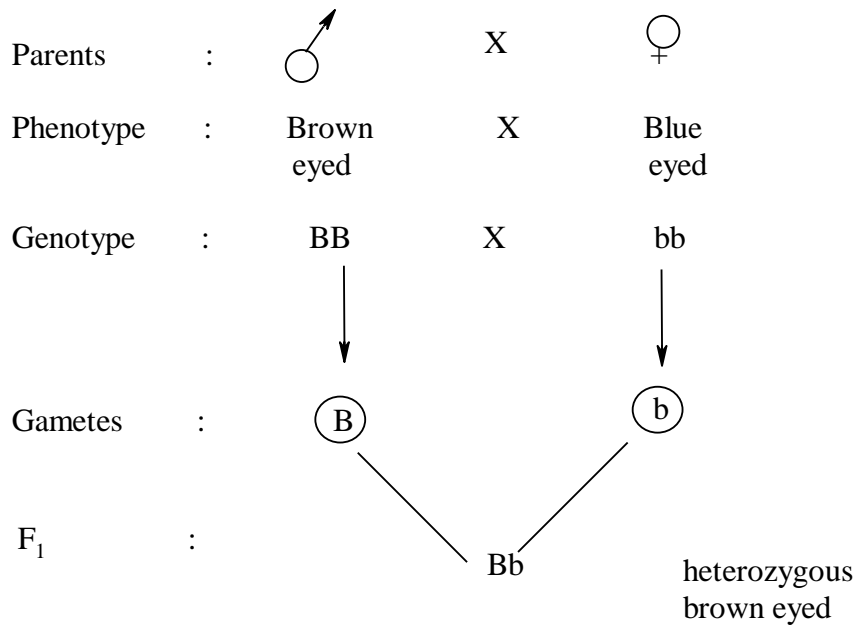 Parents : X
Phenotype : Brown X Blue
eyed eyed
Genotype : BB X bb
Gametes : B b
F₁ : Bb heterozygous
brown eyed